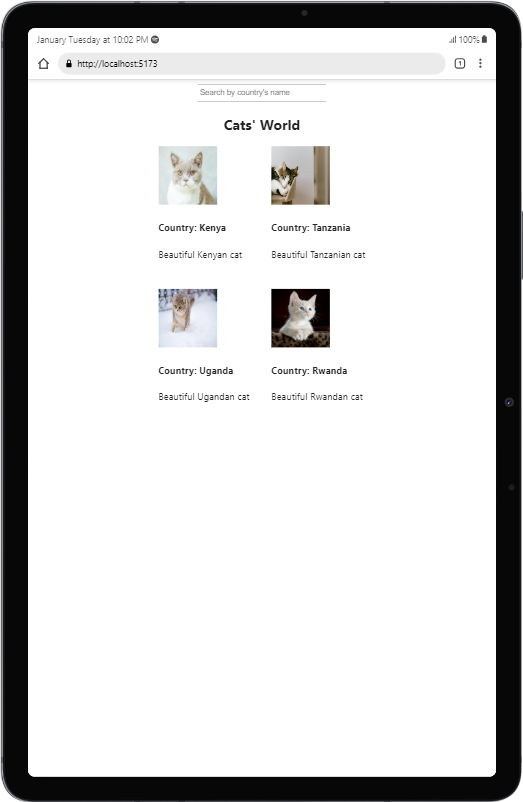 January Tuesday at 10:02 PM
100%
http://localhost:5173
1
Search by country's name
Cats' World
Country: Kenya
Country: Tanzania
Beautiful Kenyan cat
Beautiful Tanzanian cat
Country: Uganda
Country: Rwanda
Beautiful Ugandan cat
Beautiful Rwandan cat